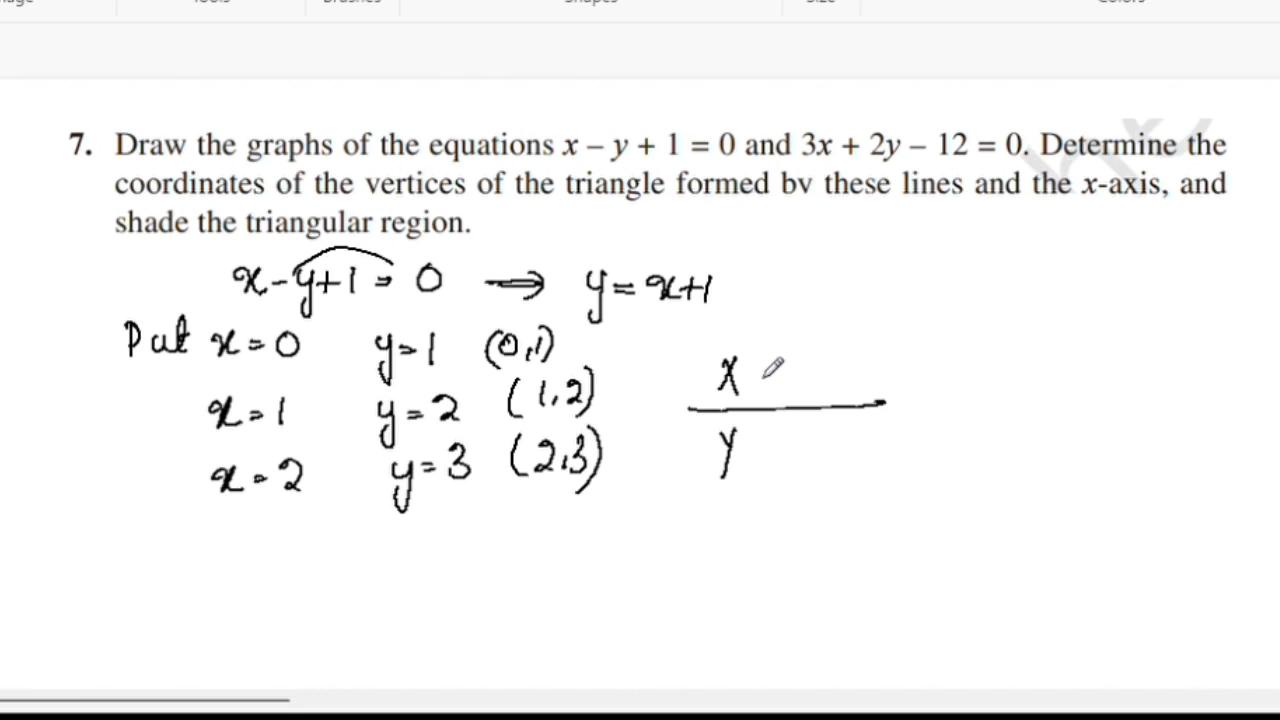 7. Draw the graphs of the equations x – y + 1 = 0 and 3x + 2y – 12 = 0. Determine the
coordinates of the vertices of the triangle formed by these lines and the x-axis, and
shade the triangular region.
x-y+1=0 ⟹ y=x+1
Put x=0 y=1 (0,1)
x=1 y=2 (1,2)
x=2 y=3 (2,3)
x
y